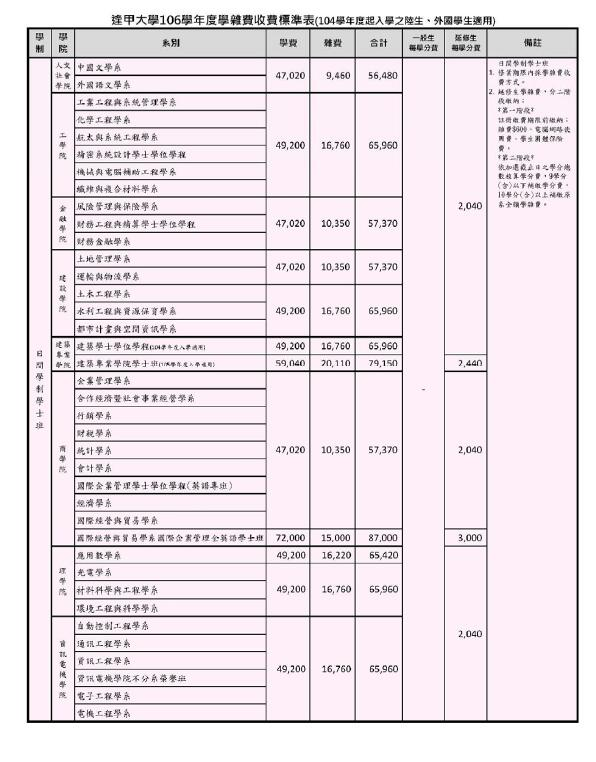 逢甲大學106學年度學雜費收費標準表(104學年度起入學之陸生、外國學生適用)
學制 學院 系別 學費 雜費 合計 一般生每學分費 延修生每學分費 備註
日間學制學士班
人文社會學院
中國文學系
外國語文學系
47,020 9,460 56,480
工學院
工業工程與系統管理學系
化學工程學系
航太與系統工程學系
精密系統設計學士學位學程
機械與電腦輔助工程學系
纖維與複合材料學系
49,200 16,760 65,960
金融學院
風險管理與保險學系
財務工程與精算學士學位學程
財務金融學系
47,020 10,350 57,370
建設學院
土地管理學系
運輸與物流學系
47,020 10,350 57,370
土木工程學系
水利工程與資源保育學系
都市計畫與空間資訊學系
49,200 16,760 65,960
2,040
建築專業學院
建築學士學位學程(104學年度入學適用) 49,200 16,760 65,960
建築專業學院學士班 59,040 20,110 79,150 2,440
-
商學院
企業管理學系
合作經濟暨社會事業經營學系
行銷學系
財稅學系
統計學系
會計學系
國際企業管理學士學位學程(英語專班)
經濟學系
國際經營與貿易學系
47,020 10,350 57,370 2,040
國際經營與貿易學系國際企業管理全英語學士班 72,000 15,000 87,000 3,000
理學院
應用數學系 49,200 16,220 65,420
光電學系
材料科學與工程學系
環境工程與科學學系
49,200 16,760 65,960
資訊電機學院
自動控制工程學系
通訊工程學系
資訊工程學系
資訊電機學院不分系榮譽班
電子工程學系
電機工程學系
49,200 16,760 65,960
2,040
日間學制學士班
1. 修業期限內採學雜費收
費方式。
2. 延修生學雜費,分二階
段繳納:
*第一階段*
註冊繳費期限前繳納:
雜費$600、電腦網路使
用費、學生團體保險
費。
*第二階段*
依加退選截止日之學分總
數核算學分費,9學分
(含)以下補繳學分費,
10學分(含)以上補繳原
系全額學雜費。